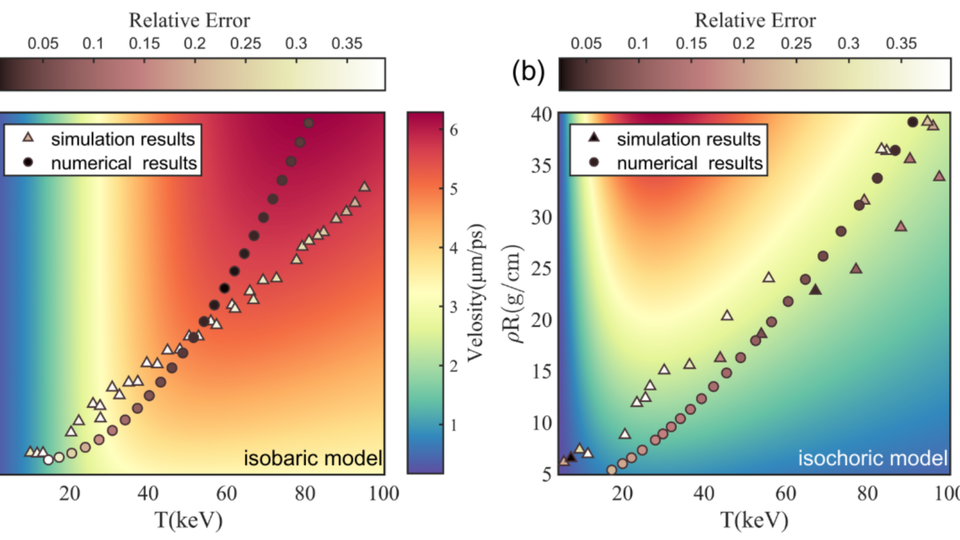 Relative Error
0.05 0.1 0.15 0.2 0.25 0.3 0.35
simulation results
numerical results
isobaric model
20 40 60 80 100
T(keV)
6
5
4
3
2
1
Velosity(μm/ps)
(b)
Relative Error
0.05 0.1 0.15 0.2 0.25 0.3 0.35
40
35
30
25
20
15
10
5
ρR(g/cm)
simulation results
numerical results
isochoric model
20 40 60 80
T(keV)